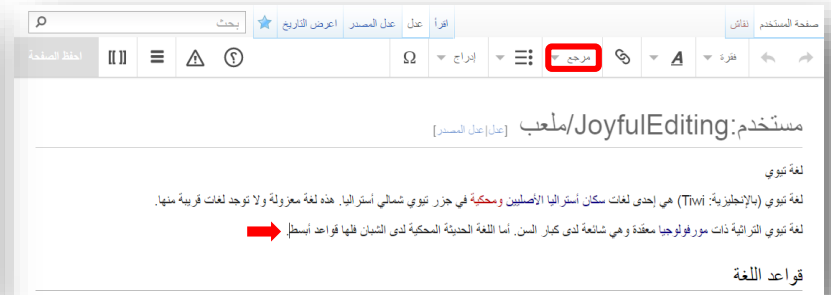 صفحة المستخدم نقاش اقرأ عدل عدل المصدر اعرض التاريخ بحث
فقرة A مرجع إدراج Ω احفظ الصفحة
مستخدم:JoyfulEditing/ملعب [عدل|عدل المصدر]
لغة تيوي
لغة تيوي (بالإنجليزية: Tiwi) هي إحدى لغات سكان أستراليا الأصليين ومحكية في جزر تيوي شمالي أستراليا. هذه لغة معزولة ولا توجد لغات قريبة منها.
لغة تيوي التراثية ذات مورفولوجيا معقدة وهي شائعة لدى كبار السن. أما اللغة الحديثة المحكية لدى الشبان فلها قواعد أبسط.
قواعد اللغة